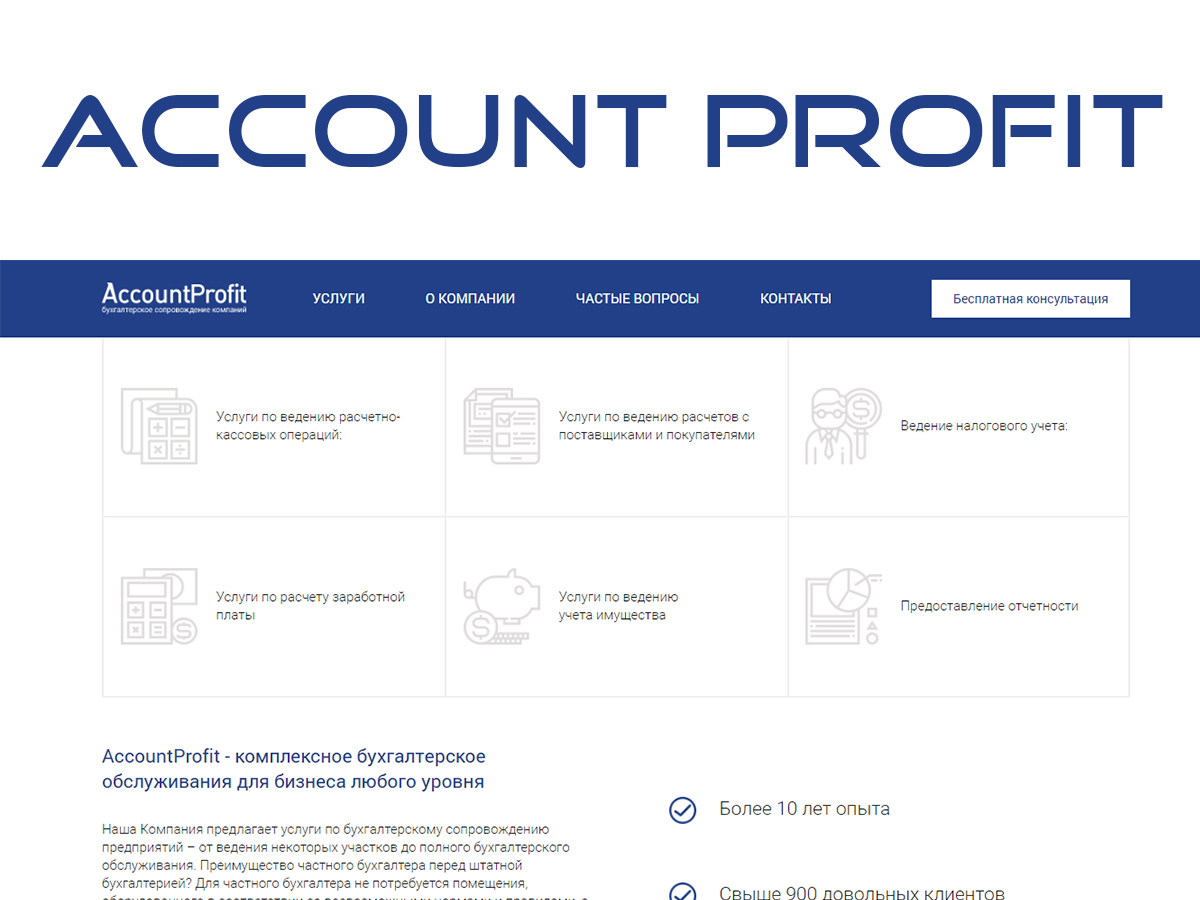 ACCOUNT PROFIT
AccountProfit
бухгалтерское сопровождение компаний
УСЛУГИ
О КОМПАНИИ
ЧАСТЫЕ ВОПРОСЫ
КОНТАКТЫ
Бесплатная консультация
Услуги по ведению расчетно-
кассовых операций:
Услуги по ведению расчетов с
поставщиками и покупателями
Ведение налогового учета:
Услуги по расчету заработной
платы
Услуги по ведению
учета имущества
Предоставление отчетности
AccountProfit - комплексное бухгалтерское
обслуживания для бизнеса любого уровня
Наша Компания предлагает услуги по бухгалтерскому сопровождению
предприятий – от ведения некоторых участков до полного бухгалтерского
обслуживания. Преимущество частного бухгалтера перед штатной
бухгалтерией? Для частного бухгалтера не потребуется помещения,
Более 10 лет опыта
Свыше 900 довольных клиентов